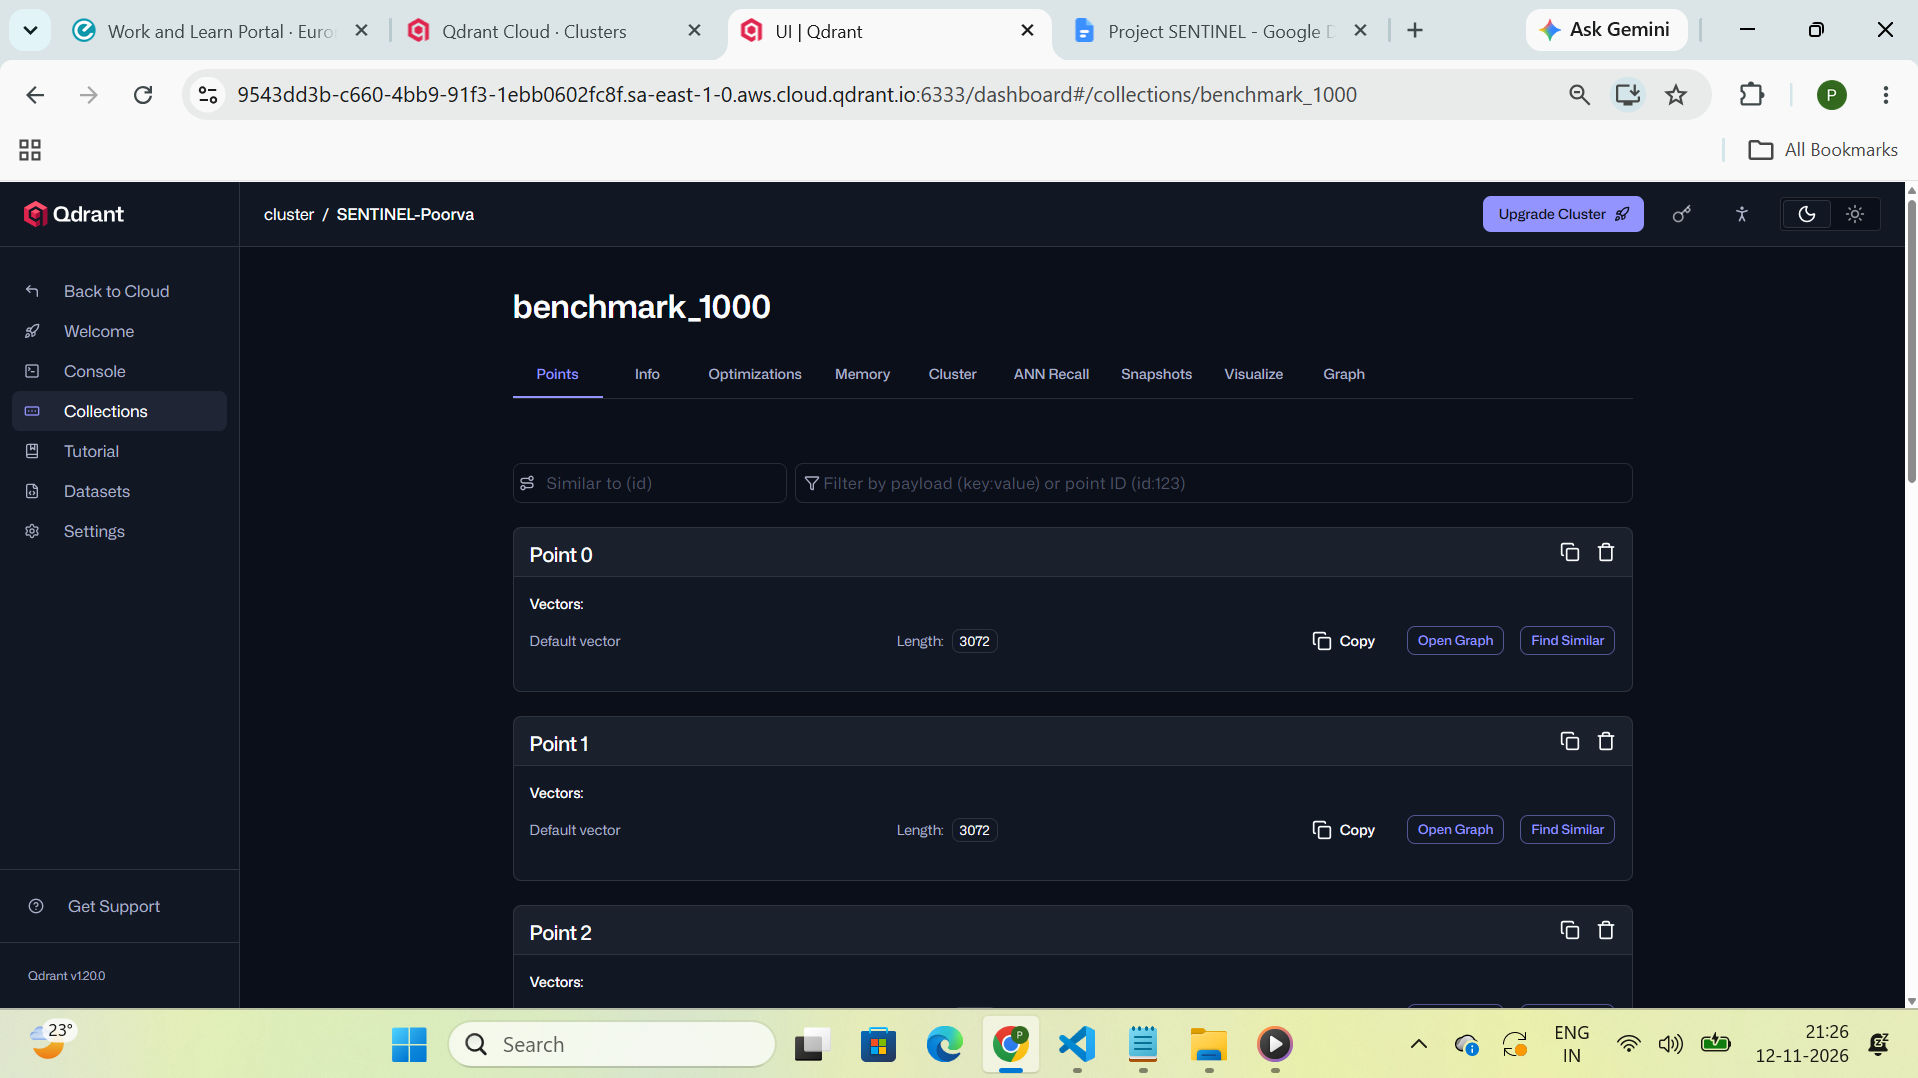 Work and Learn Portal · Euro
Qdrant Cloud · Clusters
UI | Qdrant
Project SENTINEL - Google D
Ask Gemini
9543dd3b-c660-4bb9-91f3-1ebb0602fc8f.sa-east-1-0.aws.cloud.qdrant.io:6333/dashboard#/collections/benchmark_1000
P
All Bookmarks
Qdrant
cluster / SENTINEL-Poorva
Upgrade Cluster
Back to Cloud
Welcome
Console
Collections
Tutorial
Datasets
Settings
Get Support
Qdrant v1.20.0
benchmark_1000
Points Info Optimizations Memory Cluster ANN Recall Snapshots Visualize Graph
Similar to (id)
Filter by payload (key:value) or point ID (id:123)
Point 0
Vectors:
Default vector Length: 3072 Copy Open Graph Find Similar
Point 1
Vectors:
Default vector Length: 3072 Copy Open Graph Find Similar
Point 2
Vectors:
23°
Search
P
ENG
IN
21:26
12-11-2026